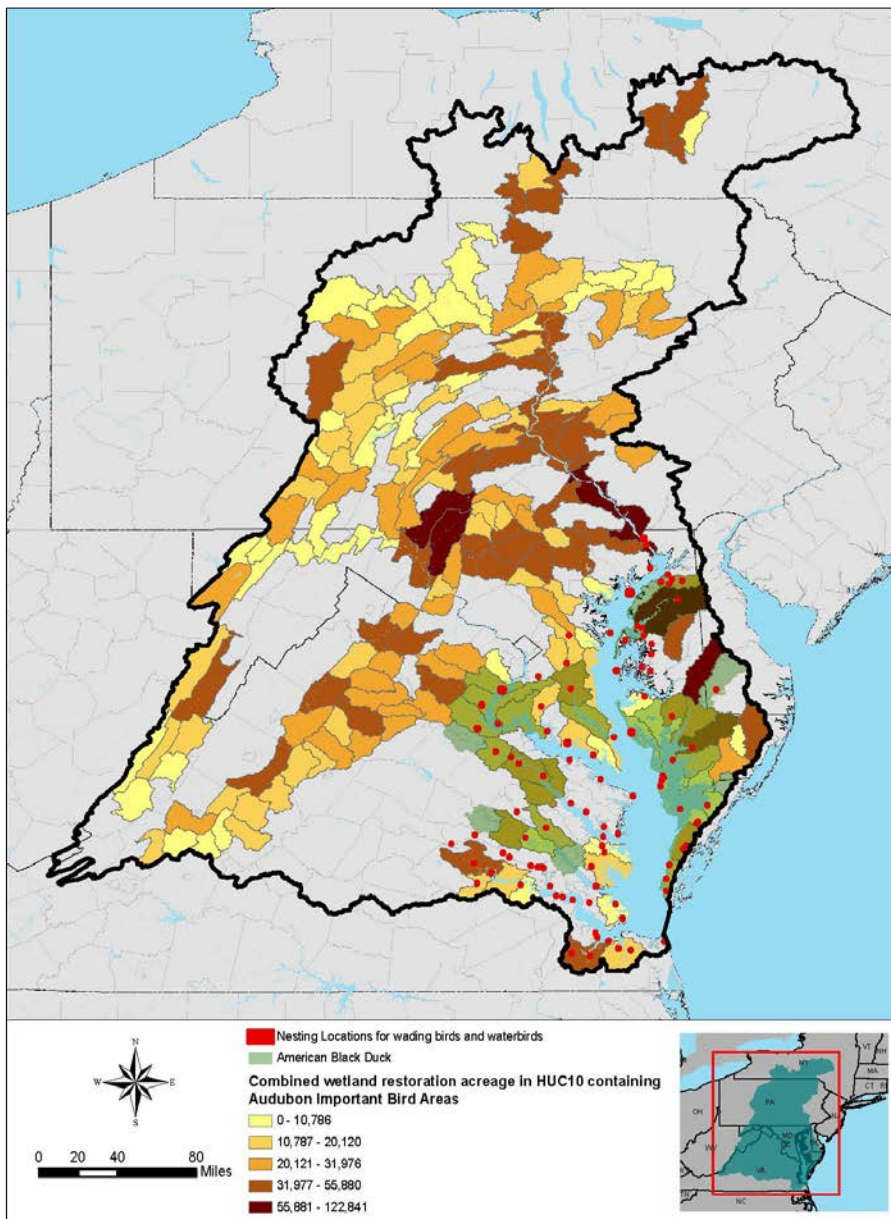 N
W
E
S
0
20
40
80
Miles
Nesting Locations for wading birds and waterbirds
American Black Duck
Combined wetland restoration acreage in HUC10 containing
Audubon Important Bird Areas
0 - 10,786
10,787 - 20,120
20,121 - 31,976
31,977 - 55,880
55,881 - 122,841
VT
NH
NY
MA
CT
RI
PA
OH
MD
VA
NC